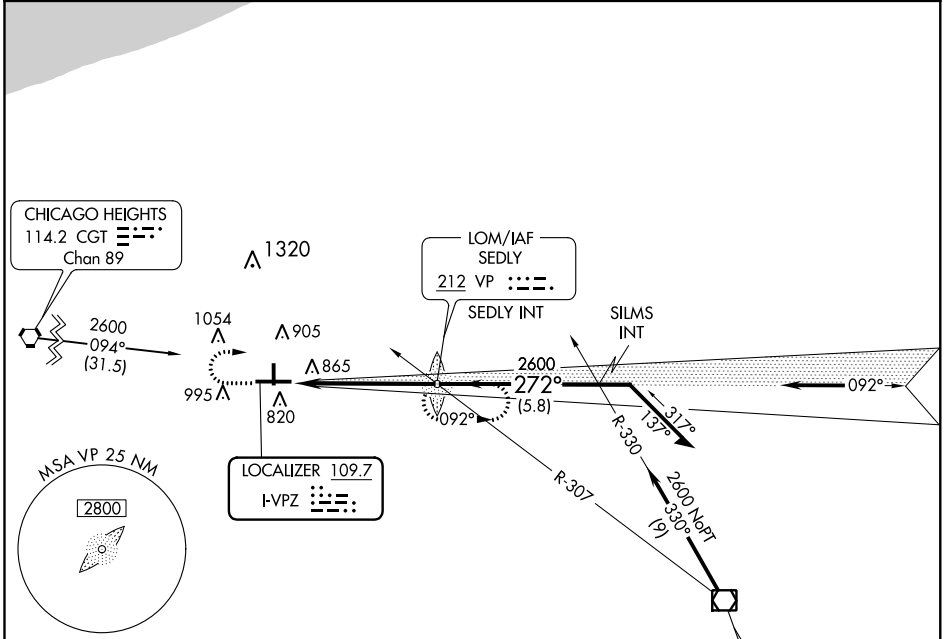 CHICAGO HEIGHTS
114.2 CGT
Chan 89
2600
094°
(31.5)
1320
1054
905
865
995
820
LOM/IAF
SEDLY
212 VP
SEDLY INT
SILMS
INT
2600
272°
(5.8)
092°
092°
317°
137°
R-330
R-307
2600 NoPT
330°
(9)
LOCALIZER 109.7
I-VPZ
MSA VP 25 NM
2800